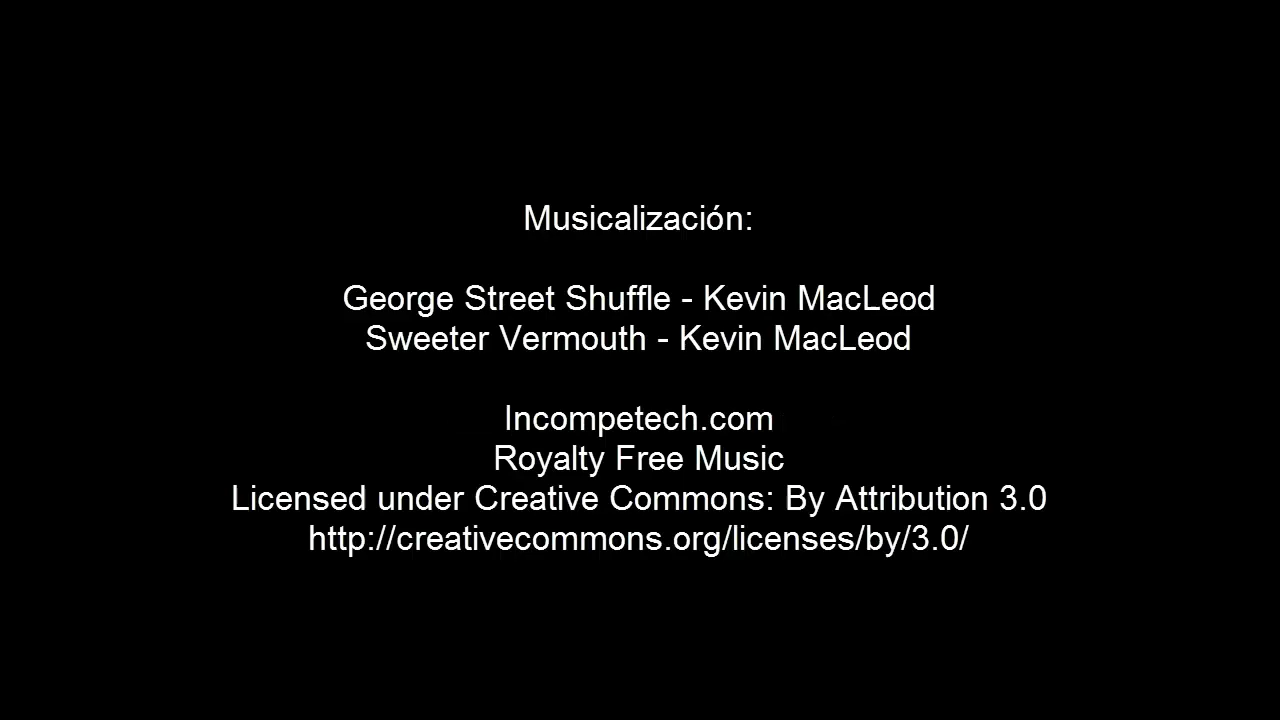 Musicalización:
George Street Shuffle - Kevin MacLeod
Sweeter Vermouth - Kevin MacLeod
Incompetech.com
Royalty Free Music
Licensed under Creative Commons: By Attribution 3.0
http://creativecommons.org/licenses/by/3.0/